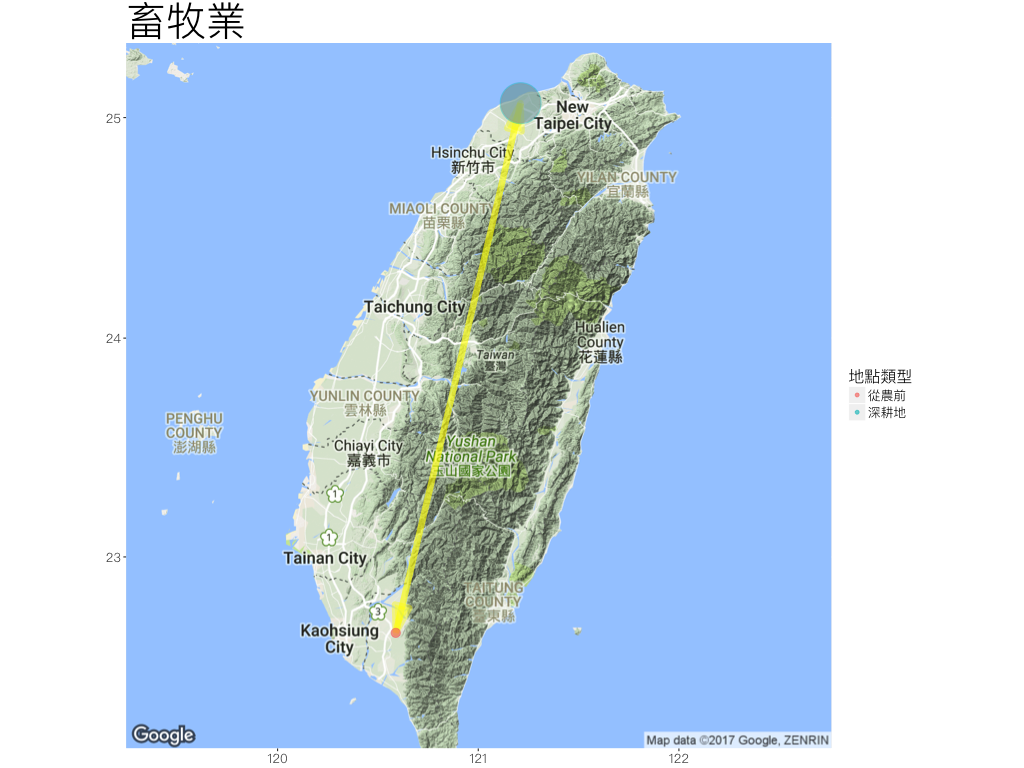 畜牧業
25
24
23
120
121
122
New
Taipei City
Hsinchu City
新竹市
YILAN COUNTY
宜蘭縣
MIAOLI COUNTY
苗栗縣
Taichung City
Hualien
County
花蓮縣
Taiwan
臺灣
YUNLIN COUNTY
雲林縣
PENGHU
COUNTY
澎湖縣
Chiayi City
嘉義市
Yushan
National Park
玉山國家公園
1
1
Tainan City
3
TAITUNG
COUNTY
東縣
Kaohsiung
City
Google
Map data ©2017 Google, ZENRIN
地點類型
從農前
深耕地